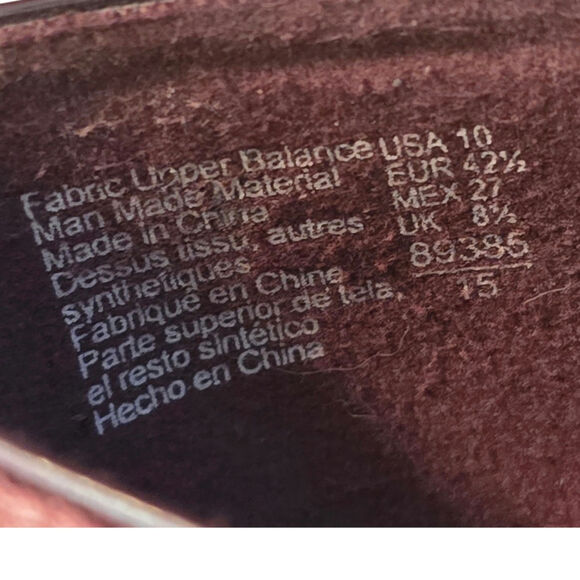 Fabric Upper Balance
Man Made Material
Made in China
Dessus tissu, autres
synthétiques
Fabriqué en Chine
Parte superior de tela,
el resto sintético
Hecho en China
USA 10
EUR 42½
MEX 27
UK 8½
89385
15